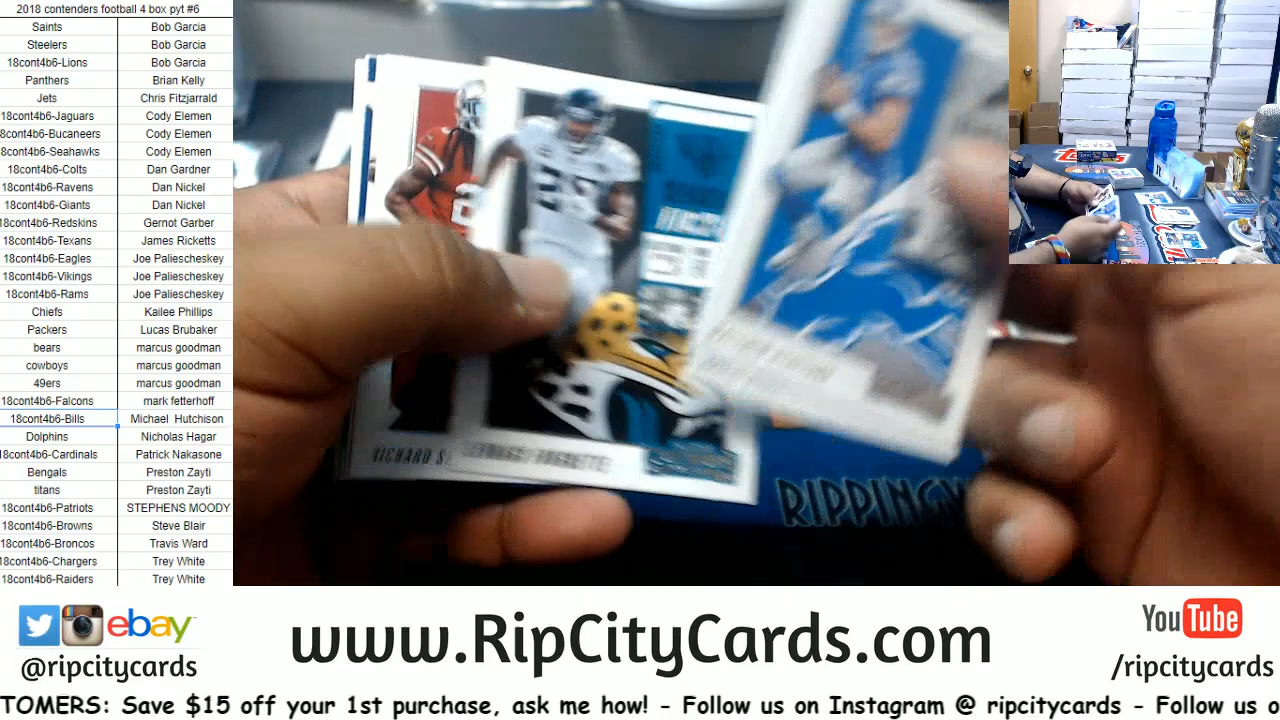 2018 contenders football 4 box pyt #6
Saints Bob Garcia
Steelers Bob Garcia
18cont4b6-Lions Bob Garcia
Panthers Brian Kelly
Jets Chris Fitzjarrald
18cont4b6-Jaguars Cody Elemen
8cont4b6-Bucaneers Cody Elemen
8cont4b6-Seahawks Cody Elemen
18cont4b6-Colts Dan Gardner
18cont4b6-Ravens Dan Nickel
18cont4b6-Giants Dan Nickel
18cont4b6-Redskins Gernot Garber
18cont4b6-Texans James Ricketts
18cont4b6-Eagles Joe Paliescheskey
18cont4b6-Vikings Joe Paliescheskey
18cont4b6-Rams Joe Paliescheskey
Chiefs Kailee Phillips
Packers Lucas Brubaker
bears marcus goodman
cowboys marcus goodman
49ers marcus goodman
18cont4b6-Falcons mark fetterhoff
18cont4b6-Bills Michael Hutchison
Dolphins Nicholas Hagar
18cont4b6-Cardinals Patrick Nakasone
Bengals Preston Zayti
titans Preston Zayti
18cont4b6-Patriots STEPHENS MOODY
18cont4b6-Browns Steve Blair
18cont4b6-Broncos Travis Ward
18cont4b6-Chargers Trey White
18cont4b6-Raiders Trey White
RICHARD S
RIPPING
ebay
@ripcitycards
www.RipCityCards.com
YouTube
/ripcitycards
TOMERS: Save $15 off your 1st purchase, ask me how! - Follow us on Instagram @ ripcitycards - Follow us o